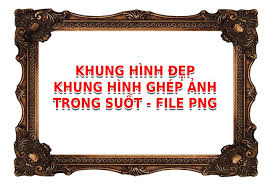 KHUNG HÌNH ĐẸP
KHUNG HÌNH GHÉP ẢNH
TRONG SUỐT - FILE PNG